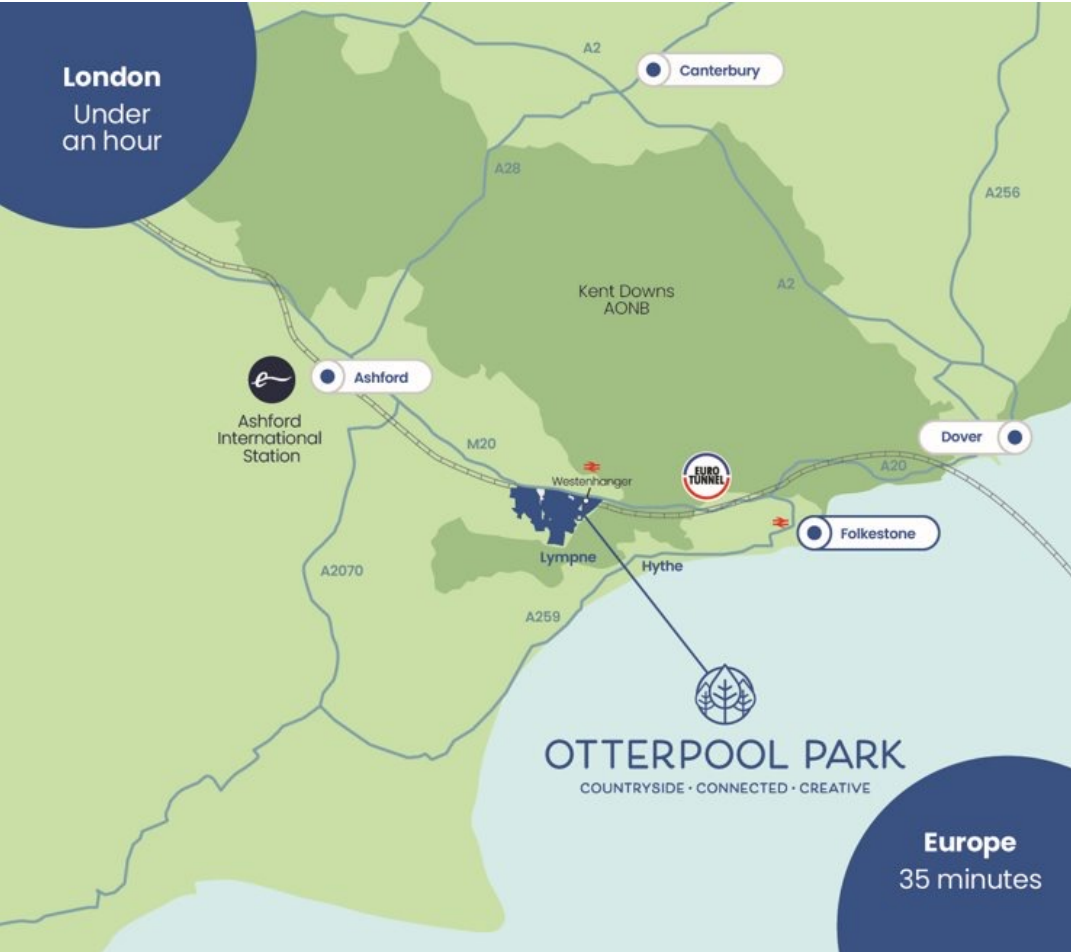 London
Under
an hour
A2
Canterbury
A28
A256
Kent Downs
AONB
A2
Ashford
Ashford
International
Station
M20
Dover
A20
EURO
TUNNEL
Westenhanger
Folkestone
Lympne
Hythe
A2070
A259
OTTERPOOL PARK
COUNTRYSIDE · CONNECTED · CREATIVE
Europe
35 minutes